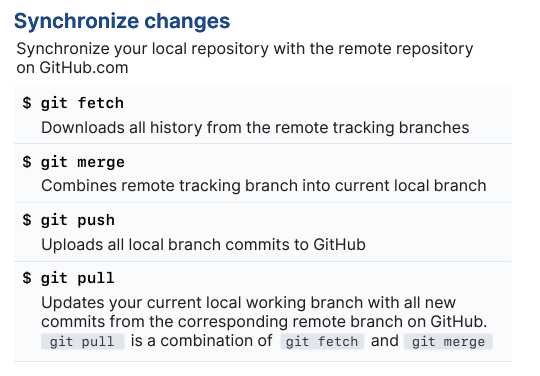 Synchronize changes
Synchronize your local repository with the remote repository
on GitHub.com
$ git fetch
Downloads all history from the remote tracking branches
$ git merge
Combines remote tracking branch into current local branch
$ git push
Uploads all local branch commits to GitHub
$ git pull
Updates your current local working branch with all new
commits from the corresponding remote branch on GitHub.
git pull is a combination of git fetch and git merge